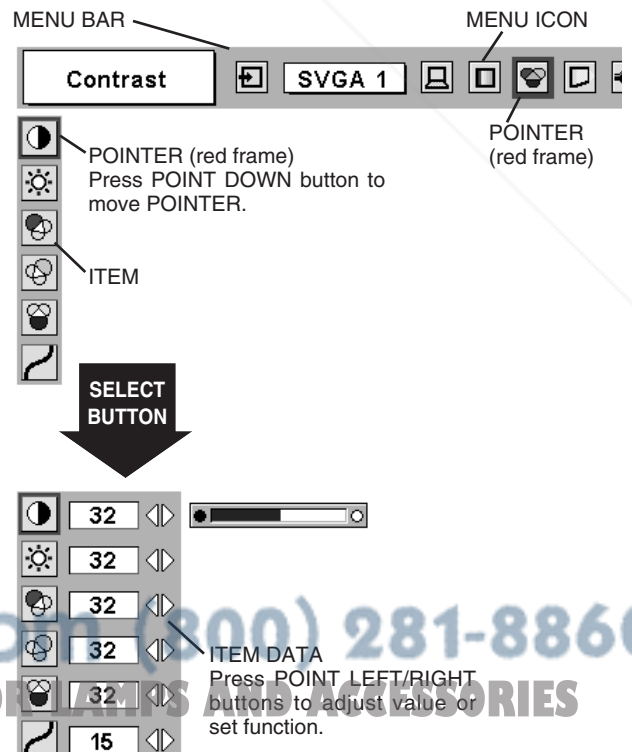 MENU BAR
MENU ICON
Contrast
SVGA 1
POINTER
(red frame)
POINTER (red frame)
Press POINT DOWN button to
move POINTER.
ITEM
SELECT
BUTTON
32
32
32
32
32
15
ITEM DATA
Press POINT LEFT/RIGHT
buttons to adjust value or
set function.
om (800) 281-8860
R LAMPS AND ACCESSORIES